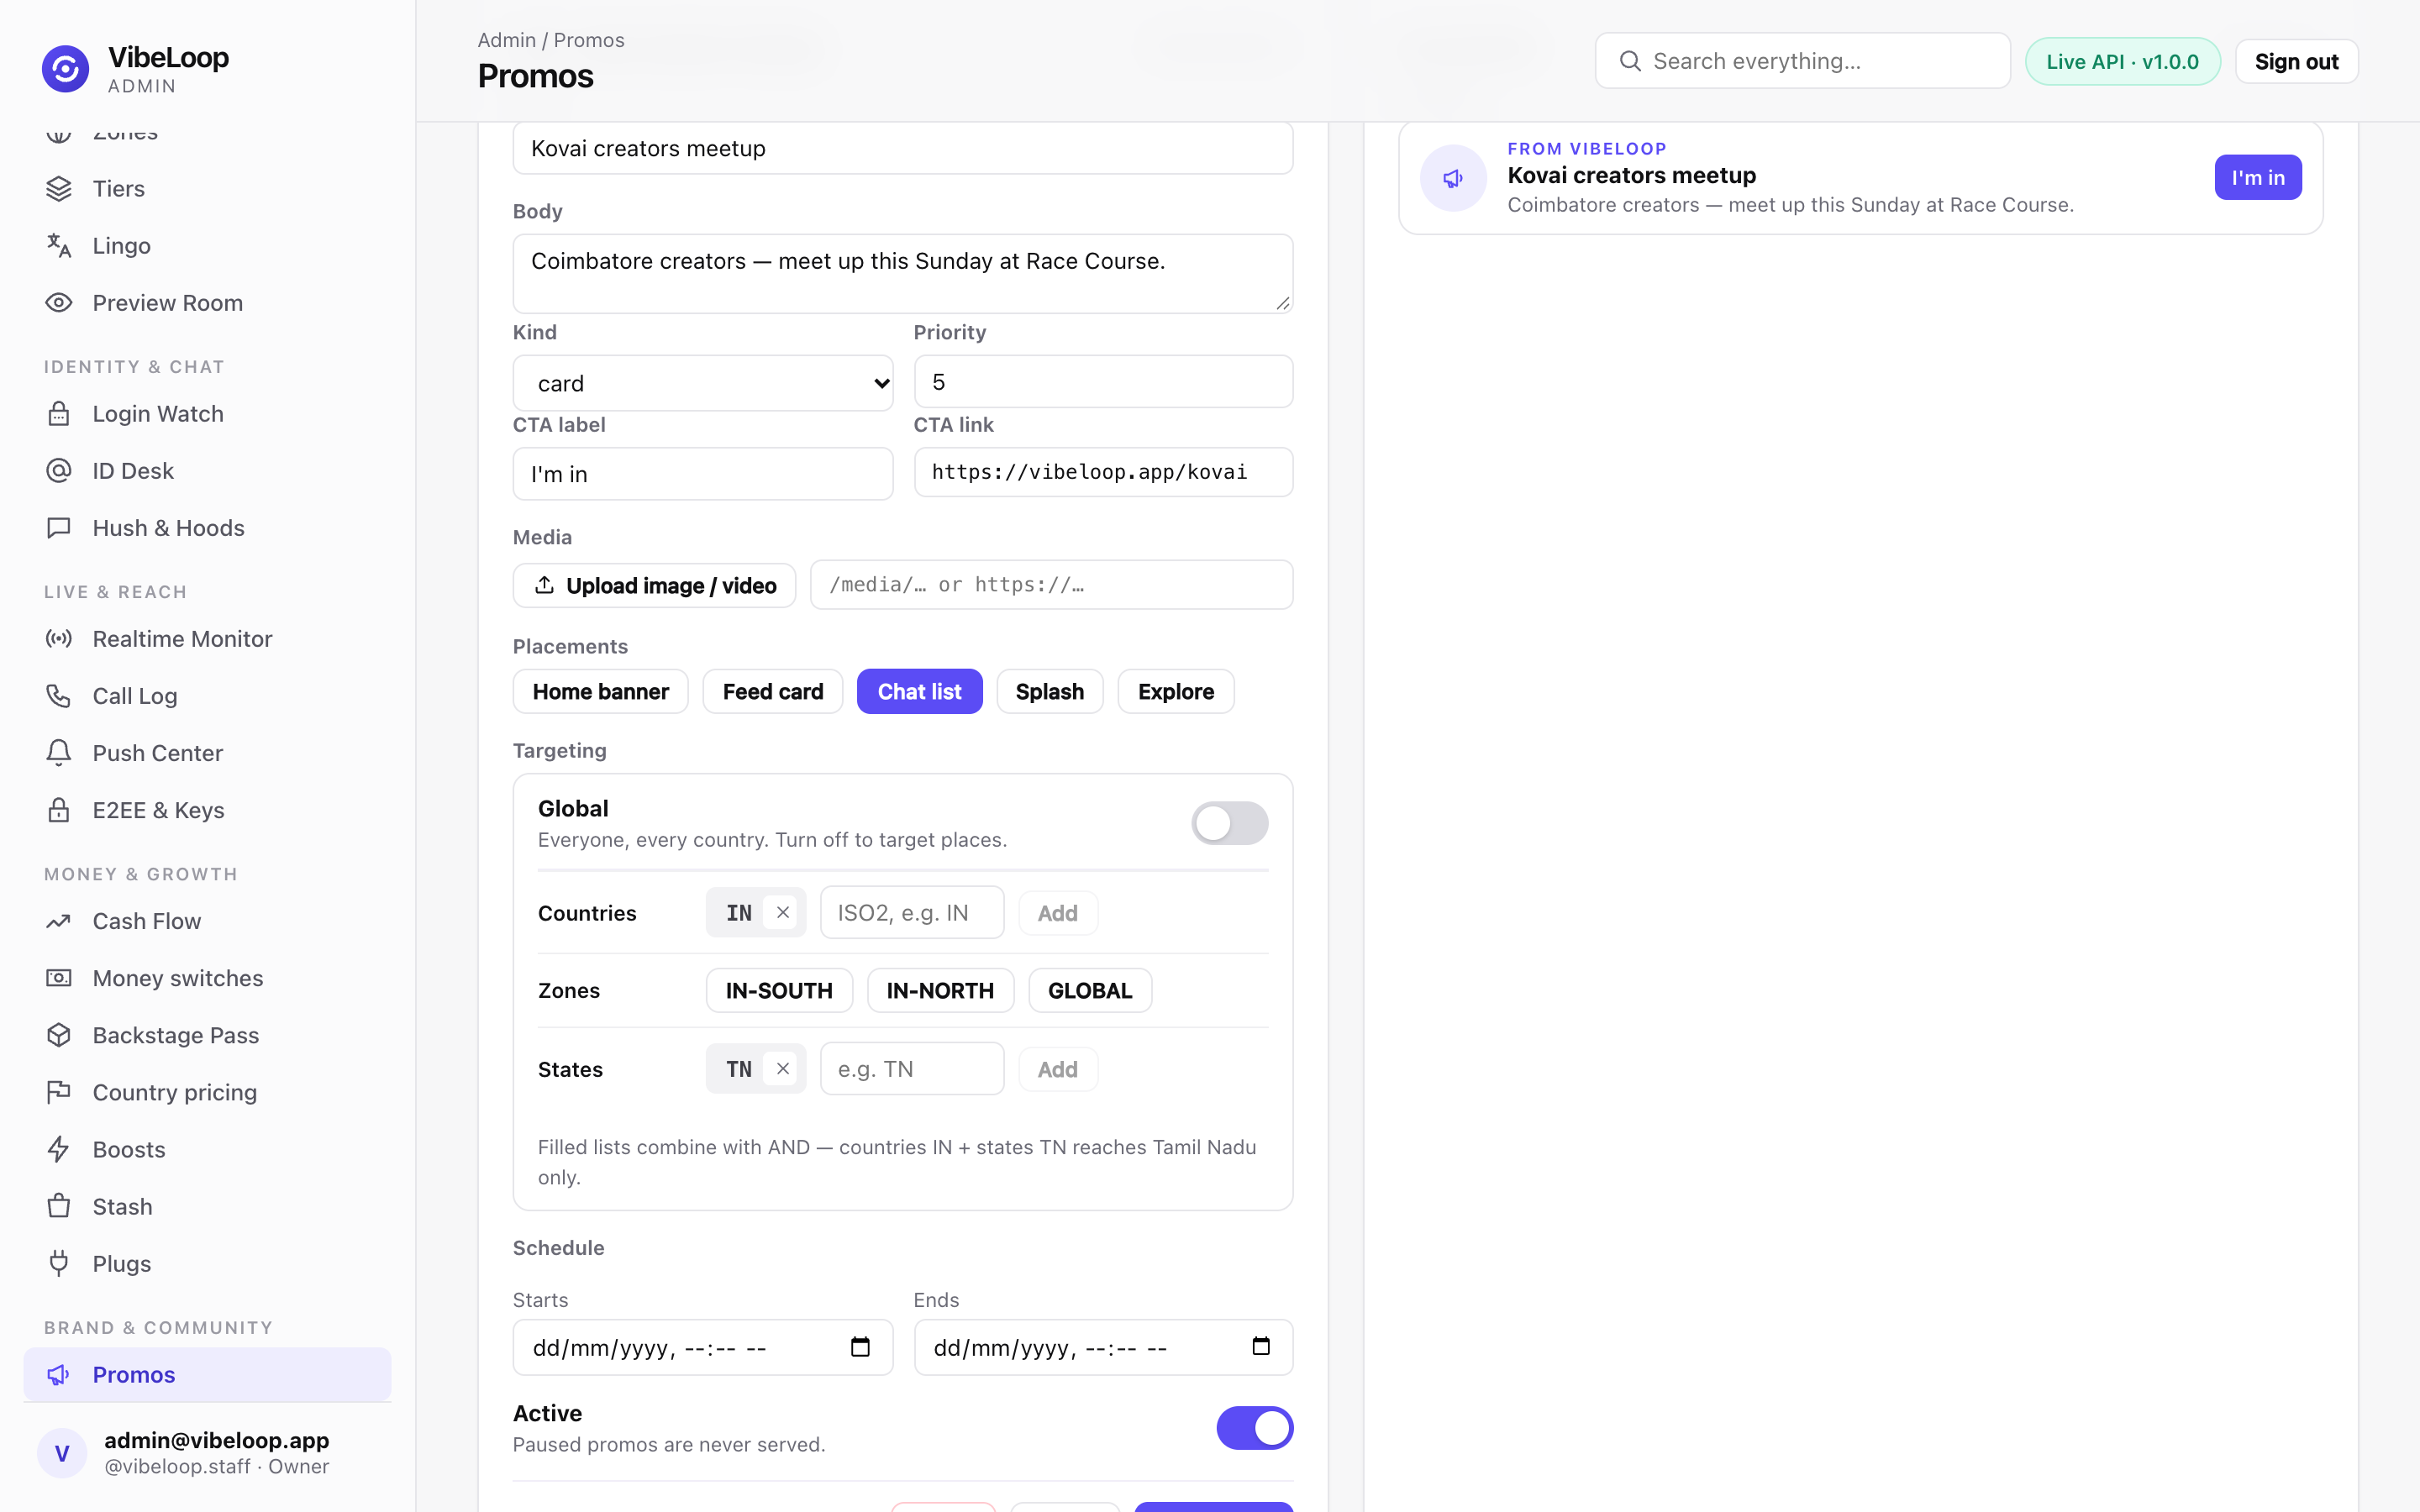 VibeLoop
ADMIN
Zones
Tiers
Lingo
Preview Room
IDENTITY & CHAT
Login Watch
ID Desk
Hush & Hoods
LIVE & REACH
Realtime Monitor
Call Log
Push Center
E2EE & Keys
MONEY & GROWTH
Cash Flow
Money switches
Backstage Pass
Country pricing
Boosts
Stash
Plugs
BRAND & COMMUNITY
Promos
V
admin@vibeloop.app
@vibeloop.staff · Owner
Admin / Promos
Promos
Search everything...
Live API · v1.0.0
Sign out
Kovai creators meetup
Body
Coimbatore creators — meet up this Sunday at Race Course.
Kind
Priority
card
5
CTA label
CTA link
I'm in
https://vibeloop.app/kovai
Media
Upload image / video
/media/… or https://…
Placements
Home banner
Feed card
Chat list
Splash
Explore
Targeting
Global
Everyone, every country. Turn off to target places.
Countries
IN ×
ISO2, e.g. IN
Add
Zones
IN-SOUTH
IN-NORTH
GLOBAL
States
TN ×
e.g. TN
Add
Filled lists combine with AND — countries IN + states TN reaches Tamil Nadu
only.
Schedule
Starts
Ends
dd/mm/yyyy, --:-- --
dd/mm/yyyy, --:-- --
Active
Paused promos are never served.
FROM VIBELOOP
Kovai creators meetup
Coimbatore creators — meet up this Sunday at Race Course.
I'm in